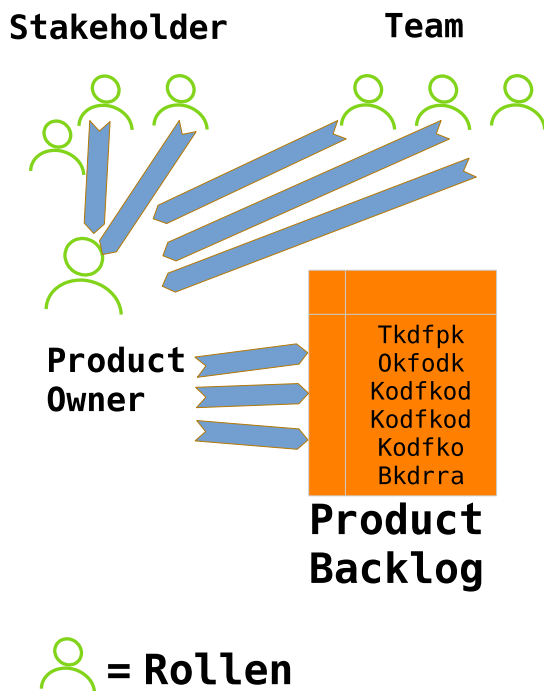 Stakeholder
Team
Product
Owner
Tkdfpk
Okfodk
Kodfkod
Kodfkod
Kodfko
Bkdrra
Product
Backlog
= Rollen